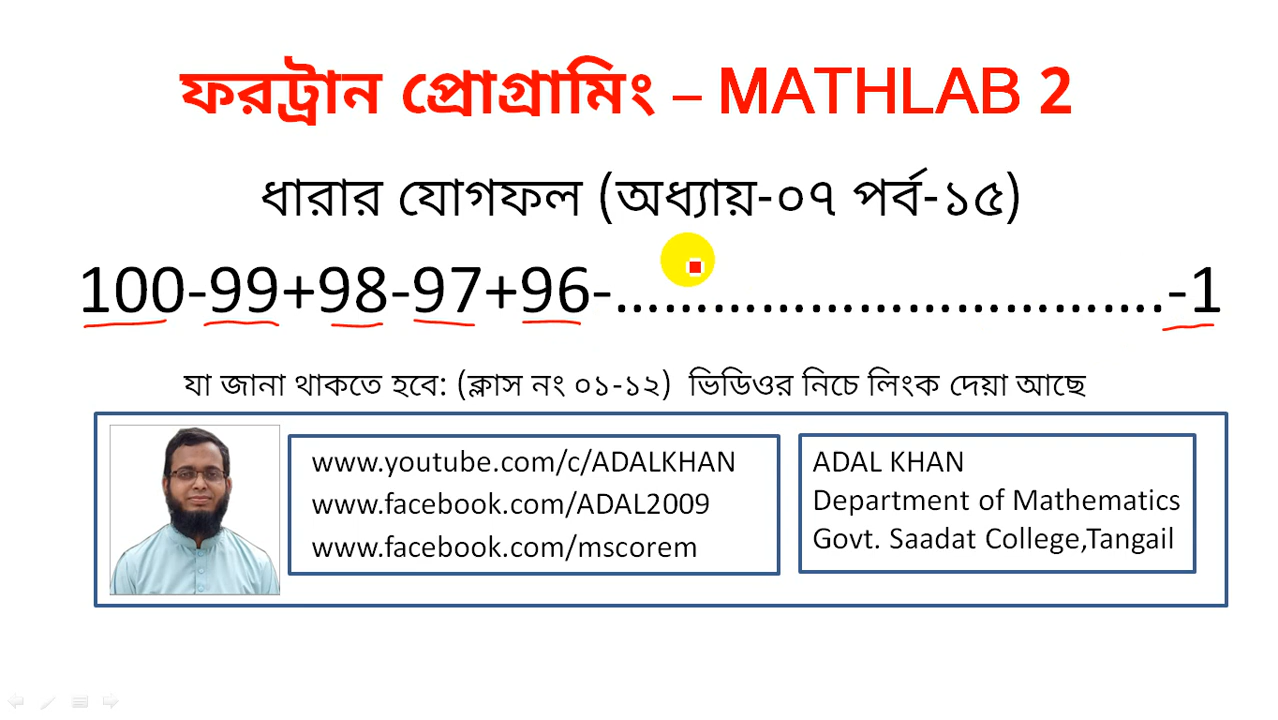 ফরট্রান প্রোগ্রামিং – MATHLAB 2
ধারার যোগফল (অধ্যায়-০৭ পর্ব-১৫)
100-99+98-97+96-……………………………….-1
যা জানা থাকতে হবে: (ক্লাস নং ০১-১২) ভিডিওর নিচে লিংক দেয়া আছে
www.youtube.com/c/ADALKHAN
www.facebook.com/ADAL2009
www.facebook.com/mscorem
ADAL KHAN
Department of Mathematics
Govt. Saadat College,Tangail